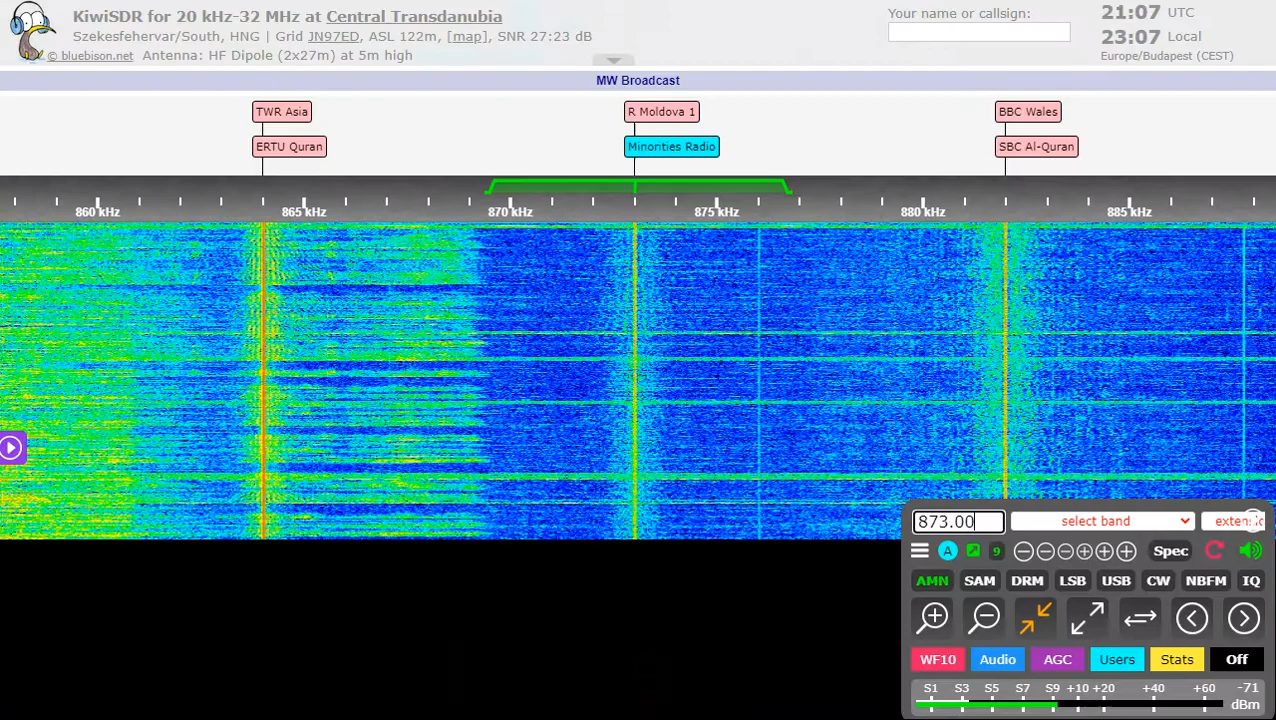 KiwiSDR for 20 kHz-32 MHz at Central Transdanubia
Szekesfehervar/South, HNG | Grid JN97ED, ASL 122m, [map], SNR 27:23 dB
© bluebison.net Antenna: HF Dipole (2x27m) at 5m high
Your name or callsign:
21:07 UTC
23:07 Local
Europe/Budapest (CEST)
MW Broadcast
TWR Asia R Moldova 1 BBC Wales
ERTU Quran Minorities Radio SBC Al-Quran
860 kHz 865 kHz 870 kHz 875 kHz 880 kHz 885 kHz
873.00 select band
A 9 Spec
AMN SAM DRM LSB USB CW NBFM IQ
WF10 Audio AGC Users Stats Off
S1 S3 S5 S7 S9 +10 +20 +40 +60 -71
dBm